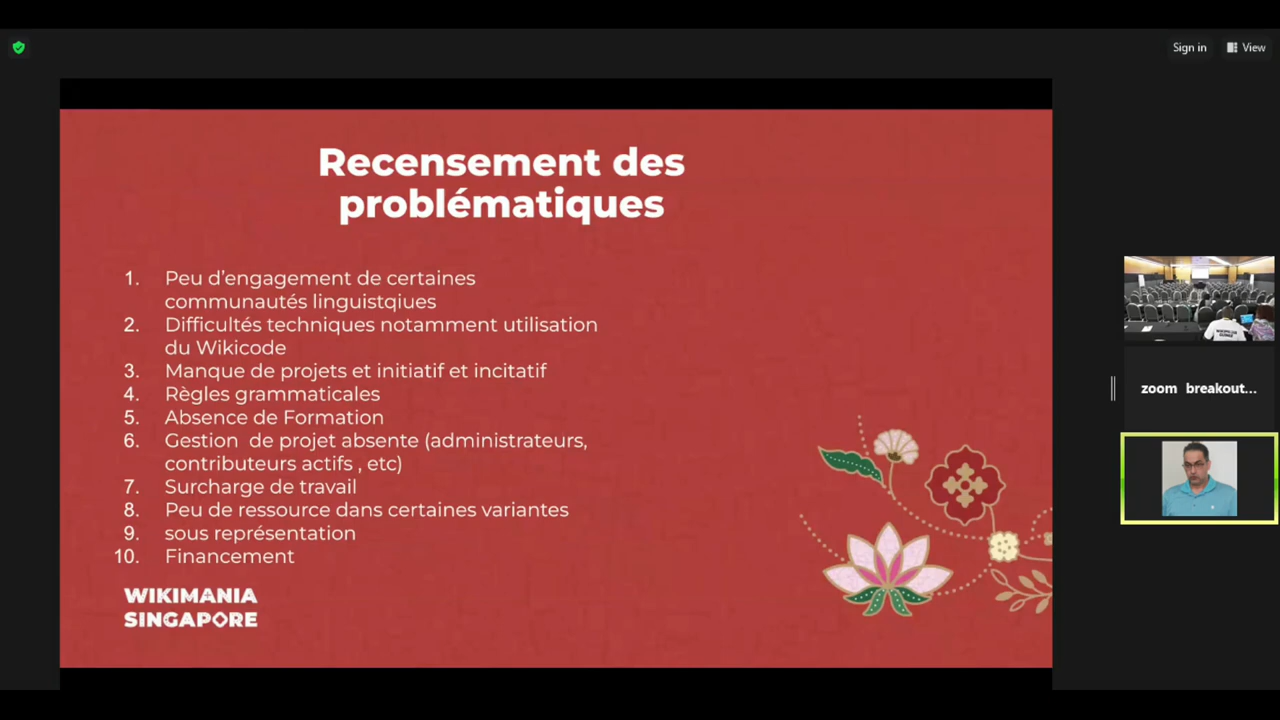 Sign in
View
Recensement des
problématiques
1. Peu d’engagement de certaines
communautés linguistqiues
2. Difficultés techniques notamment utilisation
du Wikicode
3. Manque de projets et initiatif et incitatif
4. Règles grammaticales
5. Absence de Formation
6. Gestion  de projet absente (administrateurs,
contributeurs actifs , etc)
7. Surcharge de travail
8. Peu de ressource dans certaines variantes
9. sous représentation
10. Financement
WIKIMANIA
SINGAPORE
zoom breakout...